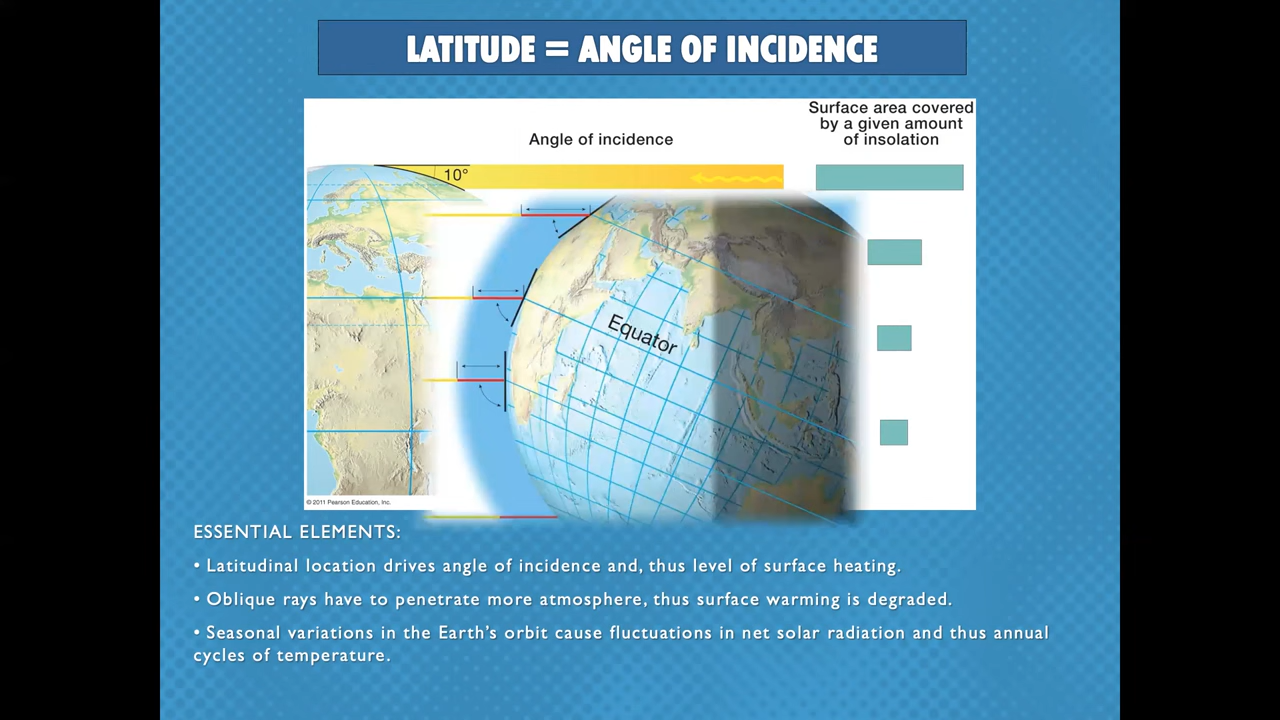 LATITUDE = ANGLE OF INCIDENCE
Surface area covered
by a given amount
of insolation
Angle of incidence
10°
Equator
© 2011 Pearson Education, Inc.
ESSENTIAL ELEMENTS:
• Latitudinal location drives angle of incidence and, thus level of surface heating.
• Oblique rays have to penetrate more atmosphere, thus surface warming is degraded.
• Seasonal variations in the Earth's orbit cause fluctuations in net solar radiation and thus annual
cycles of temperature.